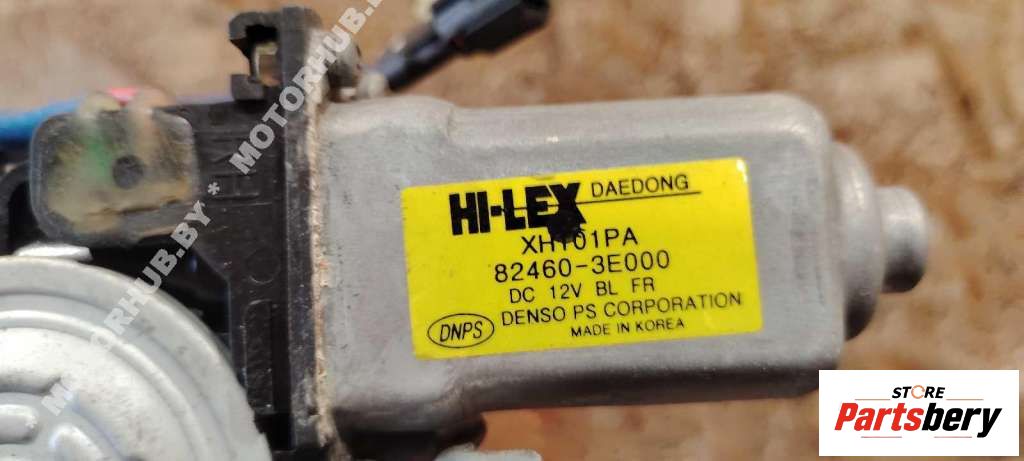 HI-LEX DAEDONG
XHY01PA
82460-3E000
DC 12V BL FR
DENSO PS CORPORATION
DNPS
MADE IN KOREA
MOTORHUB.BY * MOTORHUB.BY
STORE
Partsbery